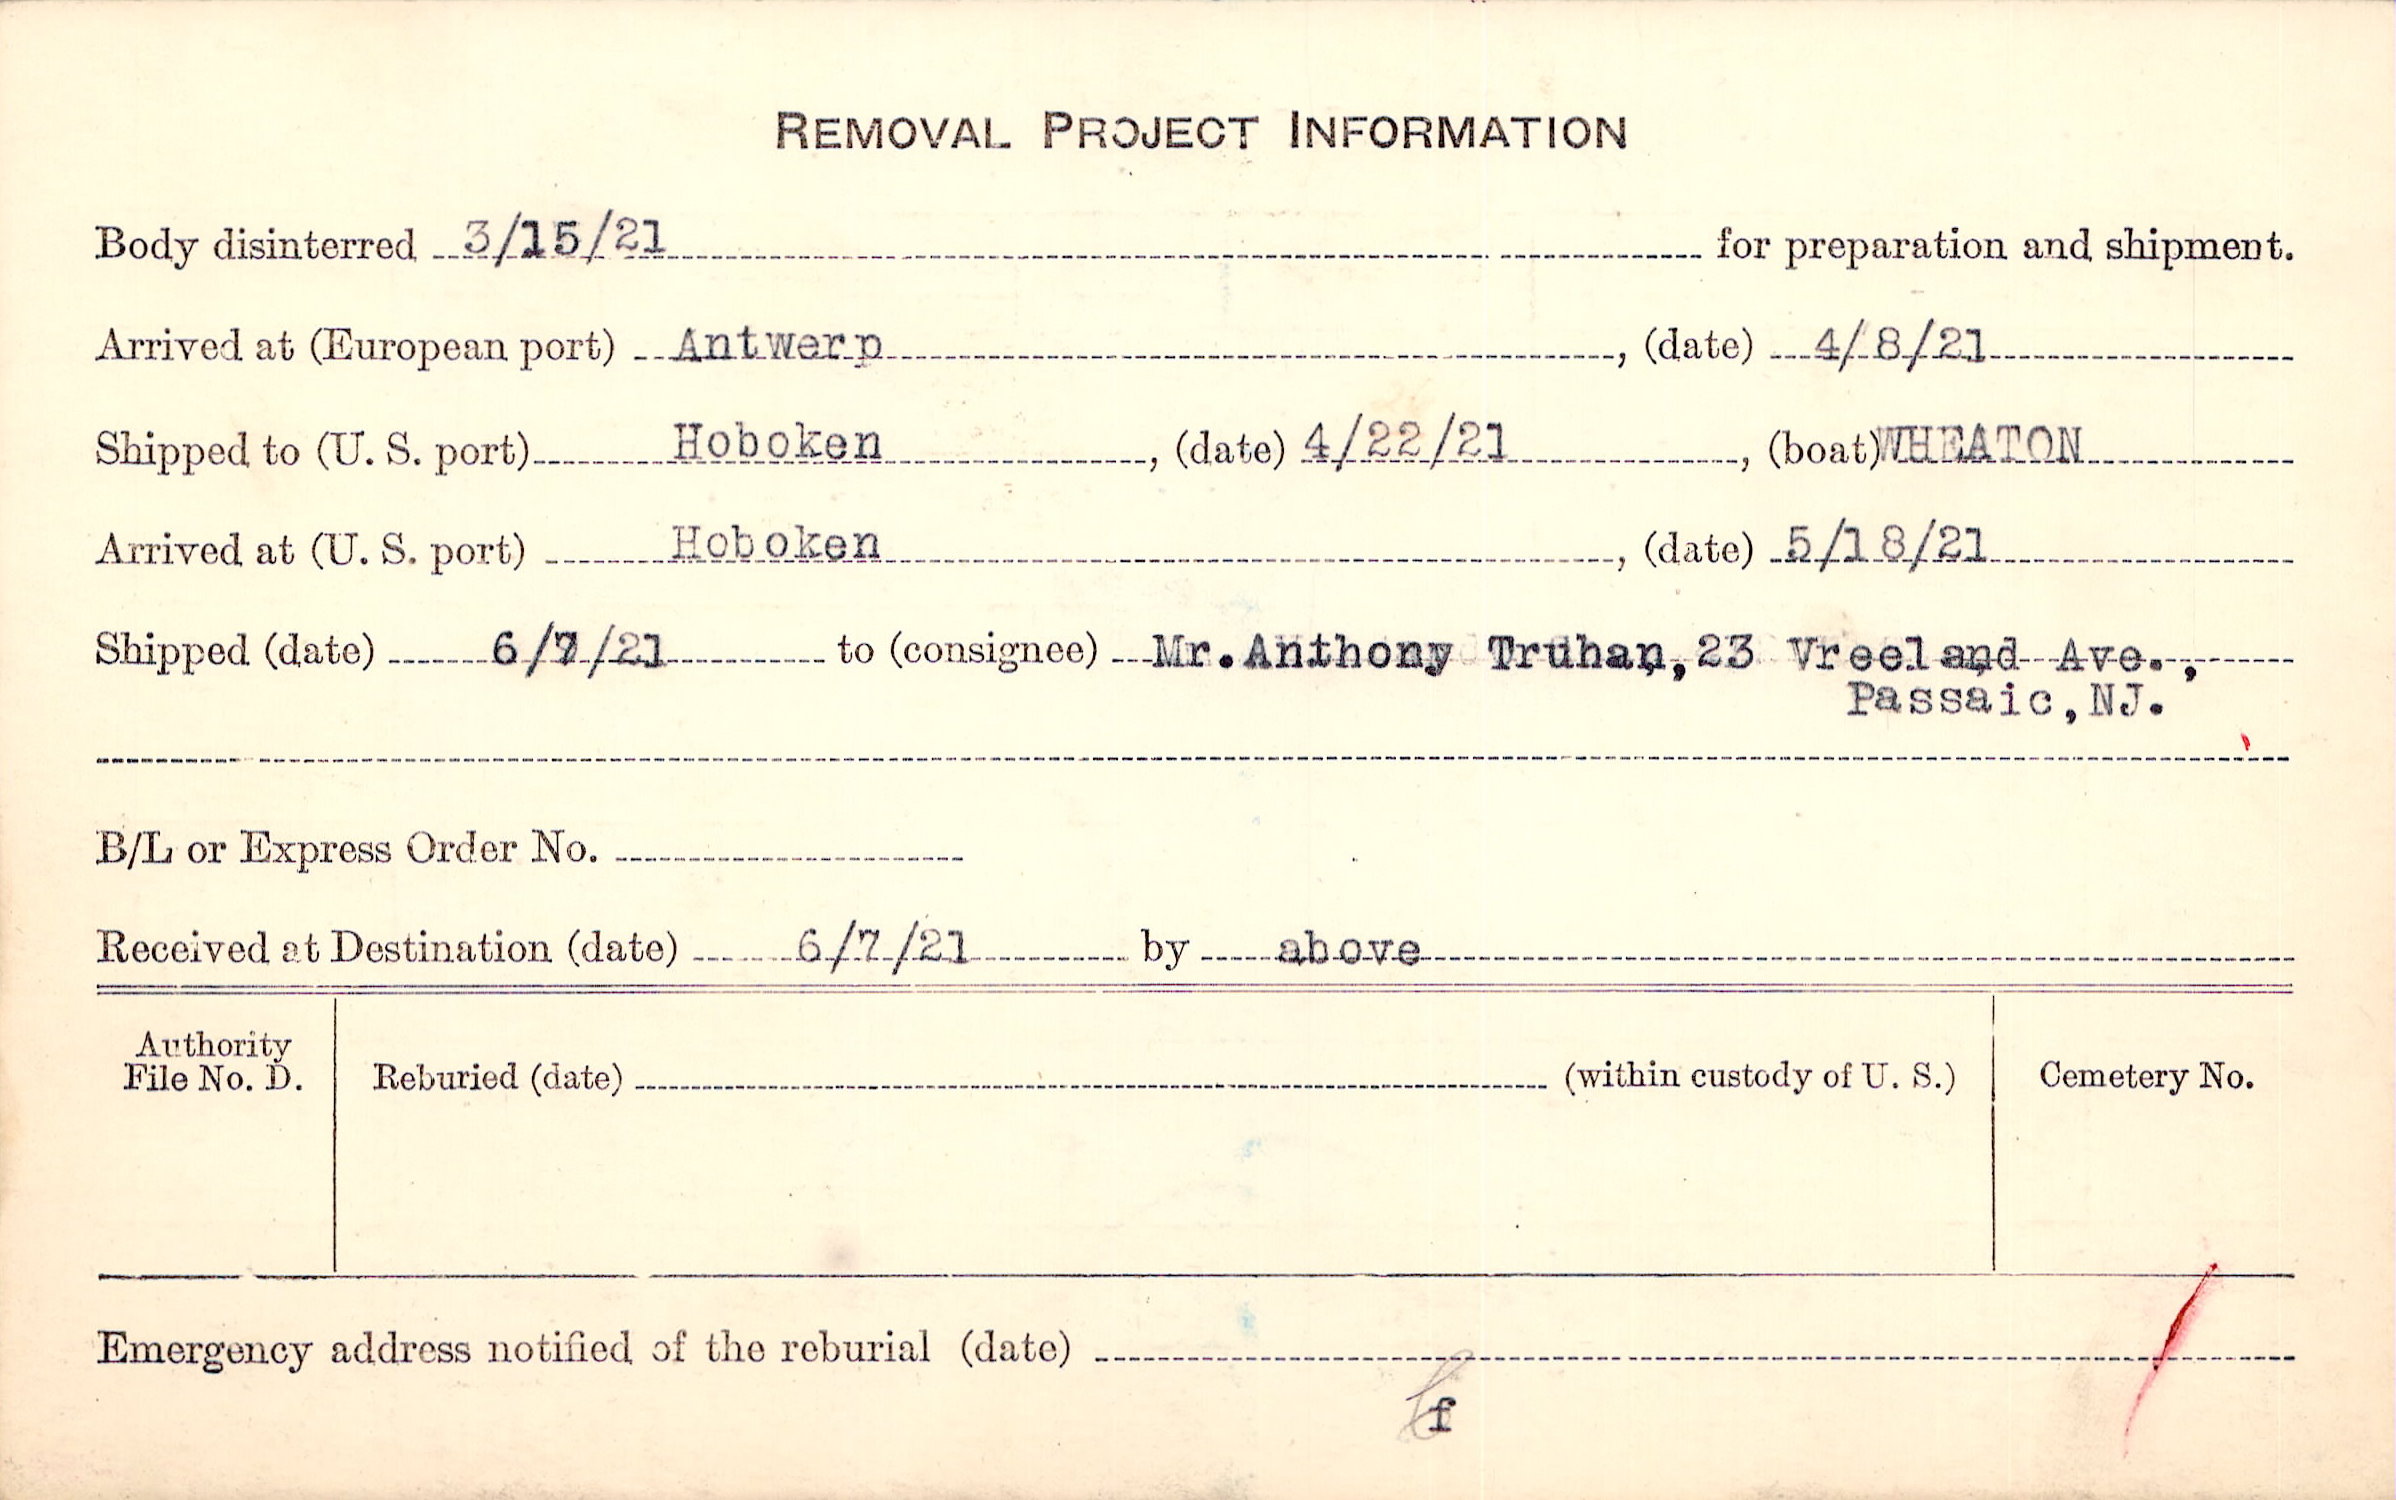 REMOVAL PROJECT INFORMATION
Body disinterred 3/15/21 for preparation and shipment.
Arrived at (European port) Antwerp, (date) 4/8/21
Shipped to (U. S. port) Hoboken, (date) 4/22/21, (boat) WHEATON
Arrived at (U. S. port) Hoboken, (date) 5/18/21
Shipped (date) 6/7/21 to (consignee) Mr. Anthony Truhan, 23 Vreeland Ave.,
Passaic, NJ.
B/L or Express Order No.
Received at Destination (date) 6/7/21 by above
Authority
File No. D.
Reburied (date) (within custody of U. S.)
Cemetery No.
Emergency address notified of the reburial (date)
f